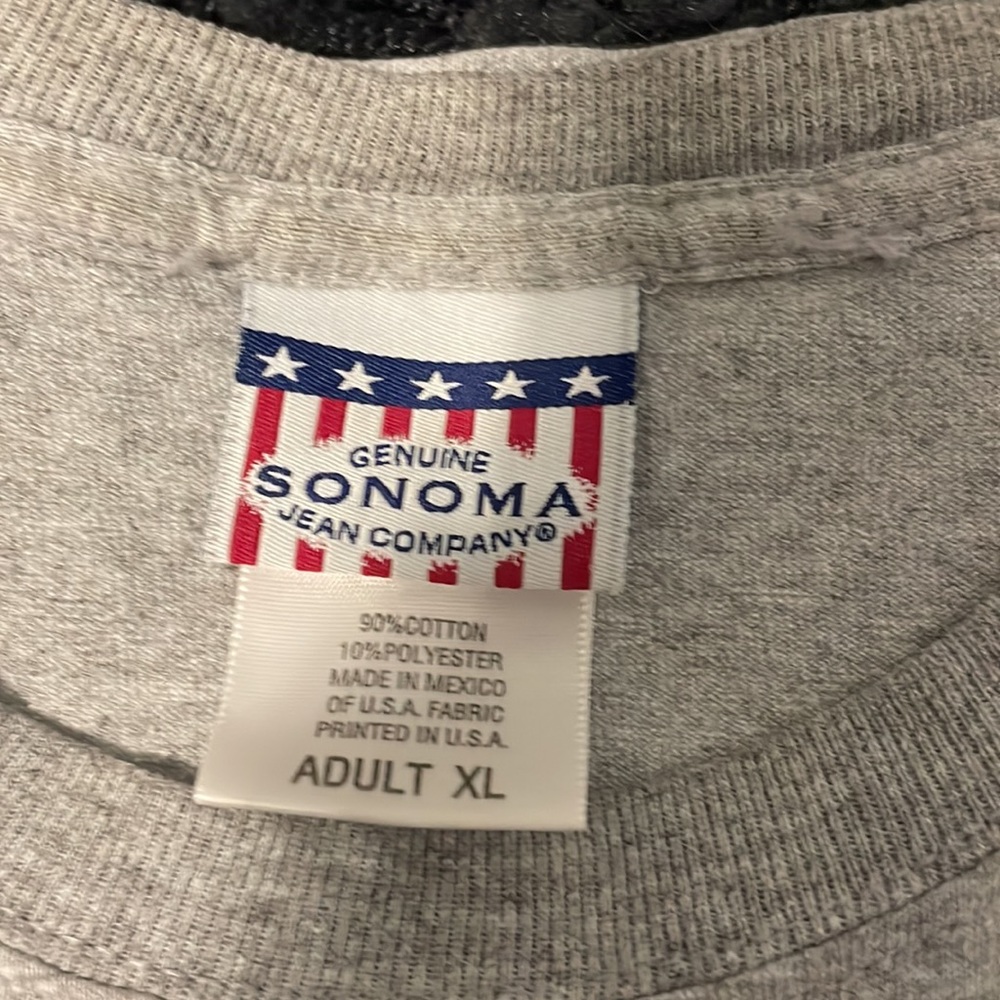 GENUINE
SONOMA
JEAN COMPANY®
90%COTTON
10%POLYESTER
MADE IN MEXICO
OF U.S.A. FABRIC
PRINTED IN U.S.A.
ADULT XL